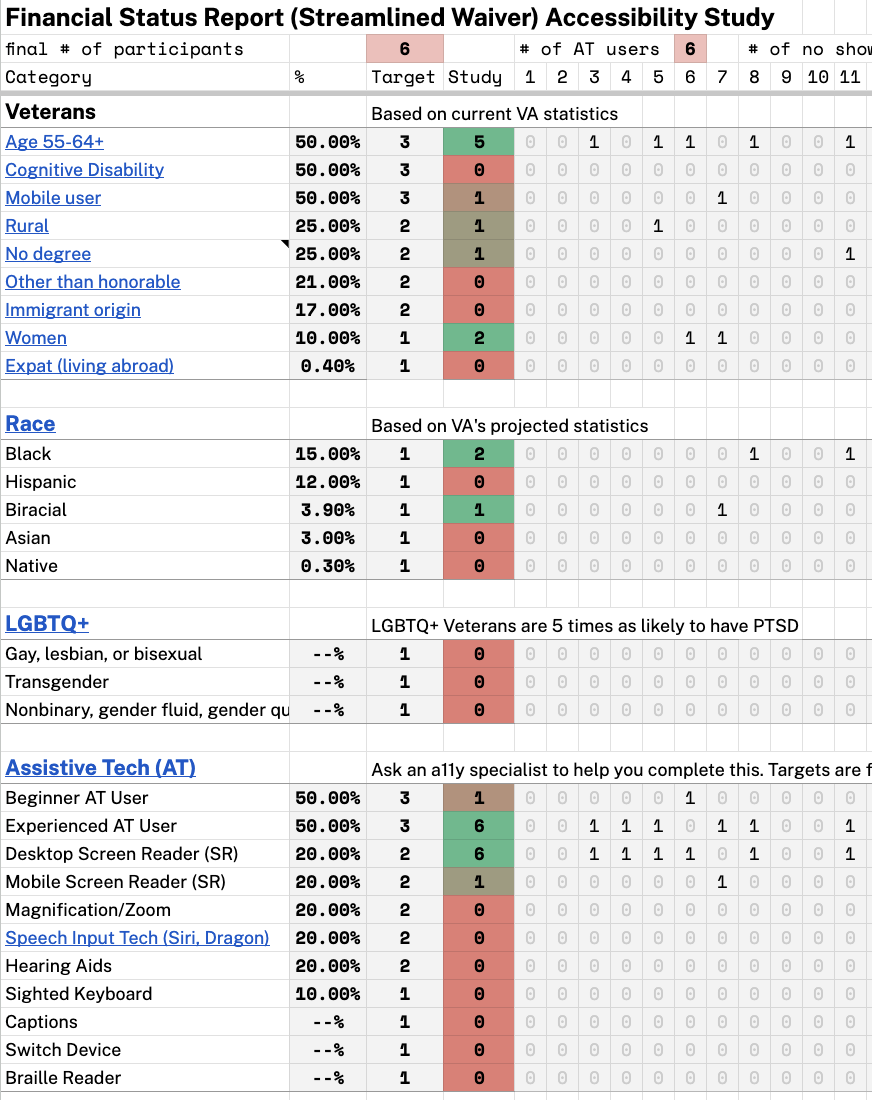 Financial Status Report (Streamlined Waiver) Accessibility Study
final # of participants 6 # of AT users 6 # of no show
Category % Target Study 1 2 3 4 5 6 7 8 9 10 11
Veterans Based on current VA statistics
Age 55-64+ 50.00% 3 5 0 0 1 0 1 1 0 1 0 0 1
Cognitive Disability 50.00% 3 0 0 0 0 0 0 0 0 0 0 0 0
Mobile user 50.00% 3 1 0 0 0 0 0 0 1 0 0 0 0
Rural 25.00% 2 1 0 0 0 0 1 0 0 0 0 0 0
No degree 25.00% 2 1 0 0 0 0 0 0 0 0 0 0 1
Other than honorable 21.00% 2 0 0 0 0 0 0 0 0 0 0 0 0
Immigrant origin 17.00% 2 0 0 0 0 0 0 0 0 0 0 0 0
Women 10.00% 1 2 0 0 0 0 0 1 1 0 0 0 0
Expat (living abroad) 0.40% 1 0 0 0 0 0 0 0 0 0 0 0 0
Race Based on VA's projected statistics
Black 15.00% 1 2 0 0 0 0 0 0 0 1 0 0 1
Hispanic 12.00% 1 0 0 0 0 0 0 0 0 0 0 0 0
Biracial 3.90% 1 1 0 0 0 0 0 0 1 0 0 0 0
Asian 3.00% 1 0 0 0 0 0 0 0 0 0 0 0 0
Native 0.30% 1 0 0 0 0 0 0 0 0 0 0 0 0
LGBTQ+ LGBTQ+ Veterans are 5 times as likely to have PTSD
Gay, lesbian, or bisexual --% 1 0 0 0 0 0 0 0 0 0 0 0 0
Transgender --% 1 0 0 0 0 0 0 0 0 0 0 0 0
Nonbinary, gender fluid, gender qu --% 1 0 0 0 0 0 0 0 0 0 0 0 0
Assistive Tech (AT) Ask an a11y specialist to help you complete this. Targets are f
Beginner AT User 50.00% 3 1 0 0 0 0 0 1 0 0 0 0 0
Experienced AT User 50.00% 3 6 0 0 1 1 1 0 1 1 0 0 1
Desktop Screen Reader (SR) 20.00% 2 6 0 0 1 1 1 1 0 1 0 0 1
Mobile Screen Reader (SR) 20.00% 2 1 0 0 0 0 0 0 1 0 0 0 0
Magnification/Zoom 20.00% 2 0 0 0 0 0 0 0 0 0 0 0 0
Speech Input Tech (Siri, Dragon) 20.00% 2 0 0 0 0 0 0 0 0 0 0 0 0
Hearing Aids 20.00% 2 0 0 0 0 0 0 0 0 0 0 0 0
Sighted Keyboard 10.00% 1 0 0 0 0 0 0 0 0 0 0 0 0
Captions --% 1 0 0 0 0 0 0 0 0 0 0 0 0
Switch Device --% 1 0 0 0 0 0 0 0 0 0 0 0 0
Braille Reader --% 1 0 0 0 0 0 0 0 0 0 0 0 0